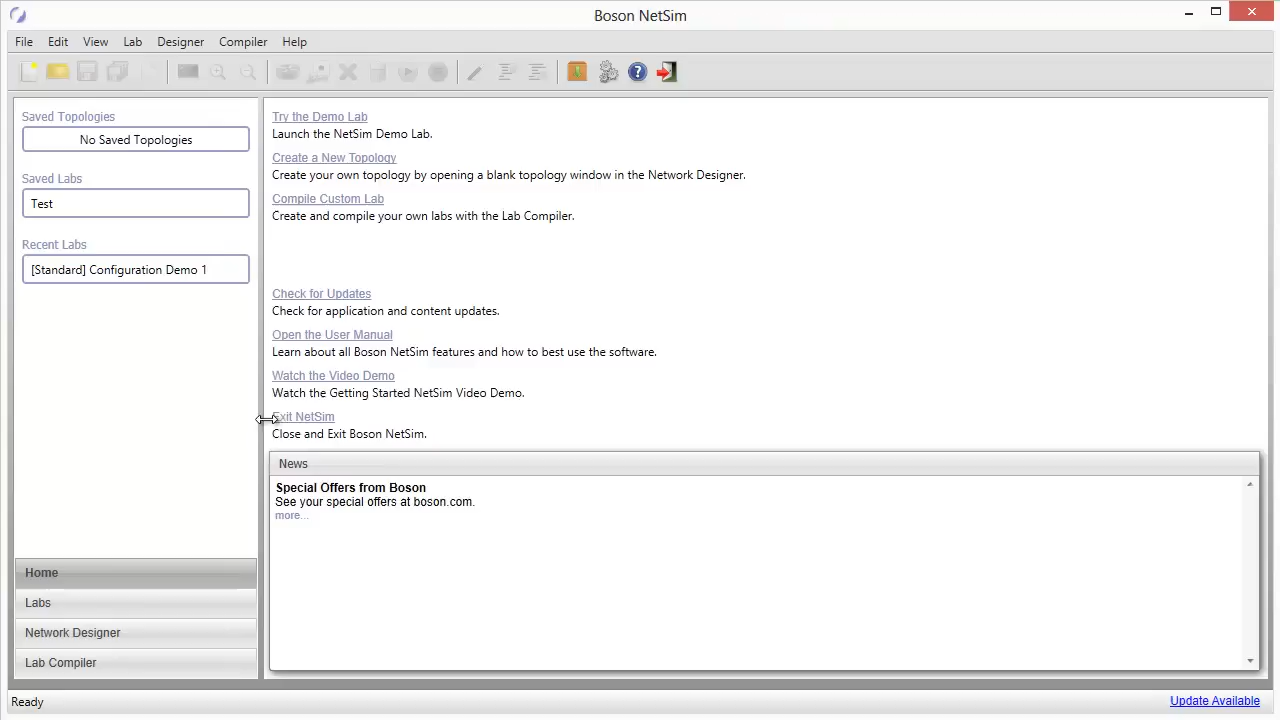 Boson NetSim
File Edit View Lab Designer Compiler Help
Saved Topologies
No Saved Topologies
Saved Labs
Test
Recent Labs
[Standard] Configuration Demo 1
Home
Labs
Network Designer
Lab Compiler
Try the Demo Lab
Launch the NetSim Demo Lab.
Create a New Topology
Create your own topology by opening a blank topology window in the Network Designer.
Compile Custom Lab
Create and compile your own labs with the Lab Compiler.
Check for Updates
Check for application and content updates.
Open the User Manual
Learn about all Boson NetSim features and how to best use the software.
Watch the Video Demo
Watch the Getting Started NetSim Video Demo.
Exit NetSim
Close and Exit Boson NetSim.
News
Special Offers from Boson
See your special offers at boson.com.
more...
Ready
Update Available